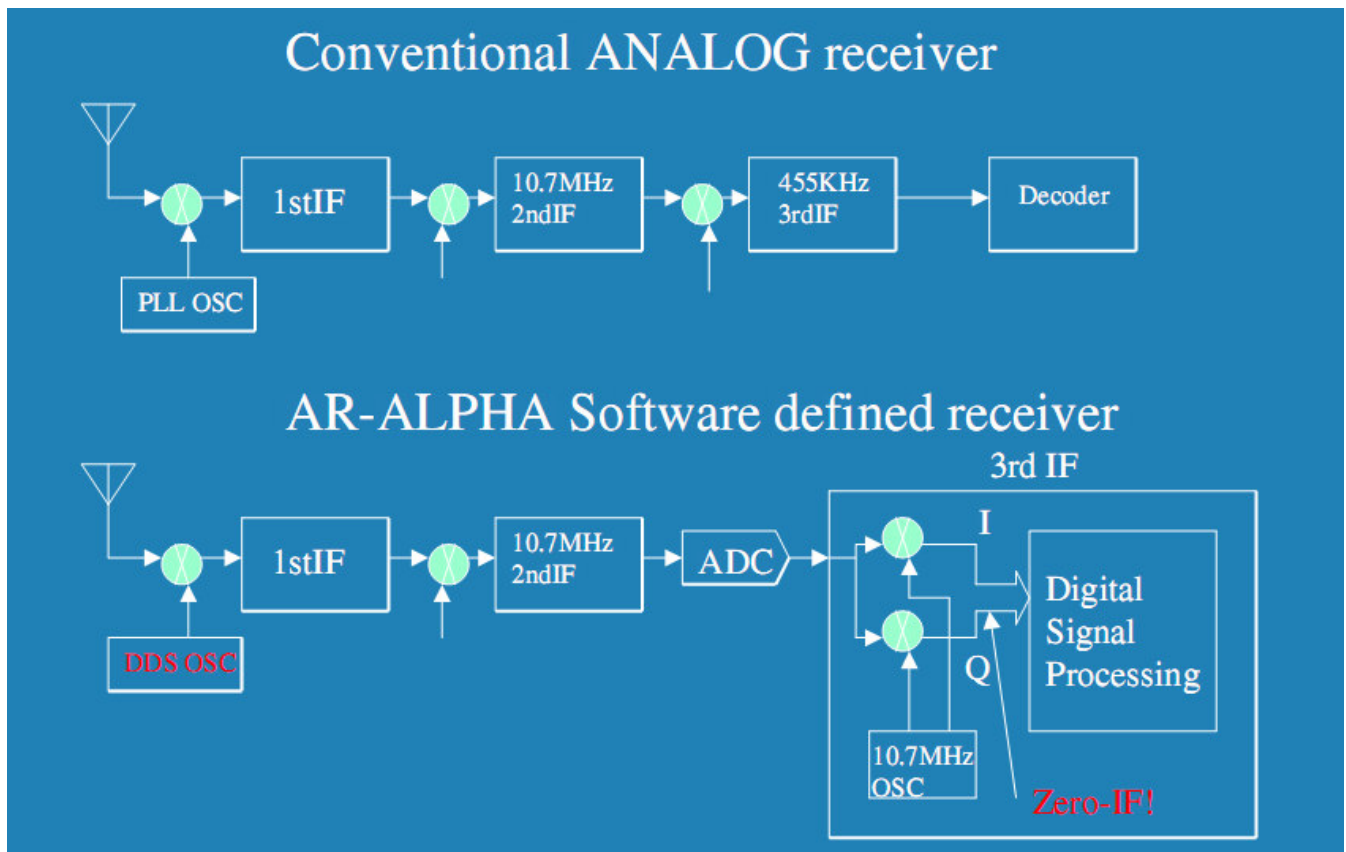 Conventional ANALOG receiver
1stIF
10.7MHz
2ndIF
455KHz
3rdIF
Decoder
PLL OSC
AR-ALPHA Software defined receiver
3rd IF
1stIF
10.7MHz
2ndIF
ADC
I
Digital
Signal
Processing
DDS OSC
Q
10.7MHz
OSC
Zero-IF!